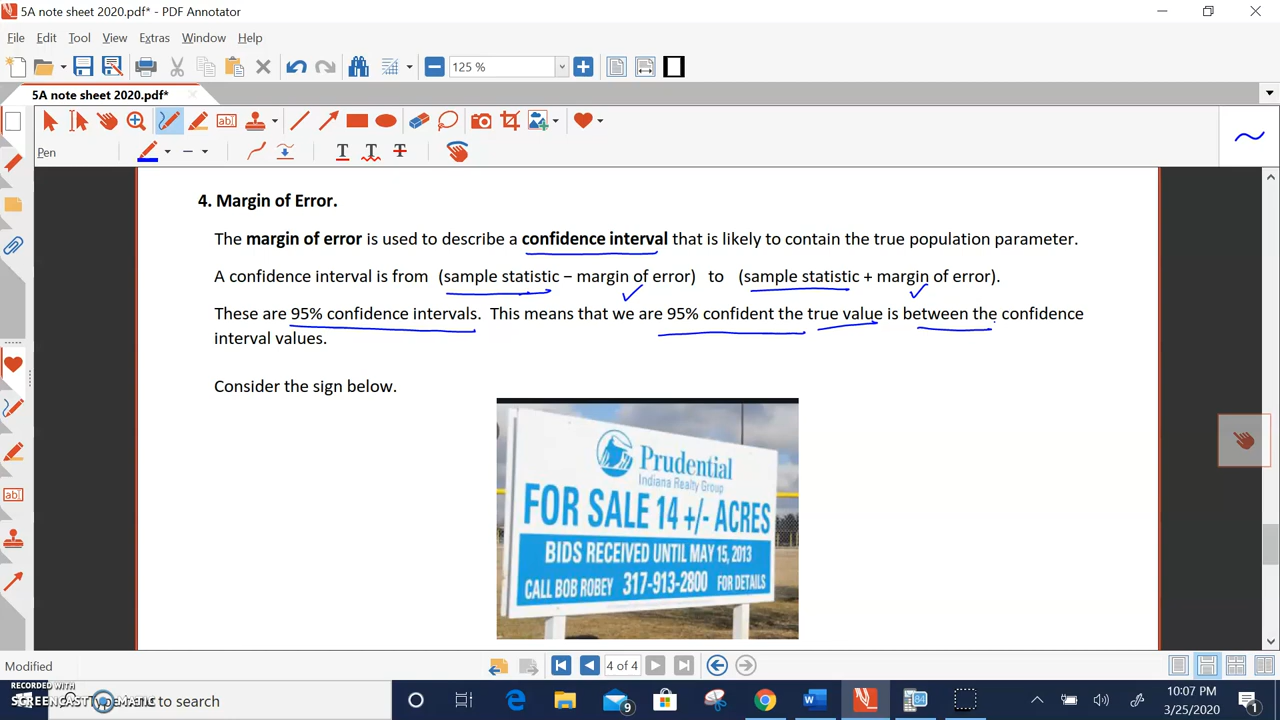 5A note sheet 2020.pdf* - PDF Annotator
File Edit Tool View Extras Window Help
125 %
5A note sheet 2020.pdf*
Pen
4. Margin of Error.
The margin of error is used to describe a confidence interval that is likely to contain the true population parameter.
A confidence interval is from (sample statistic – margin of error) to (sample statistic + margin of error).
These are 95% confidence intervals. This means that we are 95% confident the true value is between the confidence
interval values.
Consider the sign below.
Prudential
Indiana Realty Group
FOR SALE 14 +/- ACRES
BIDS RECEIVED UNTIL MAY 15, 2013
CALL BOB ROBEY 317-913-2800 FOR DETAILS
4 of 4
Modified
RECORDED WITH
SCREENCAST-O-MATIC
Type to search
9
84
10:07 PM
3/25/2020
1